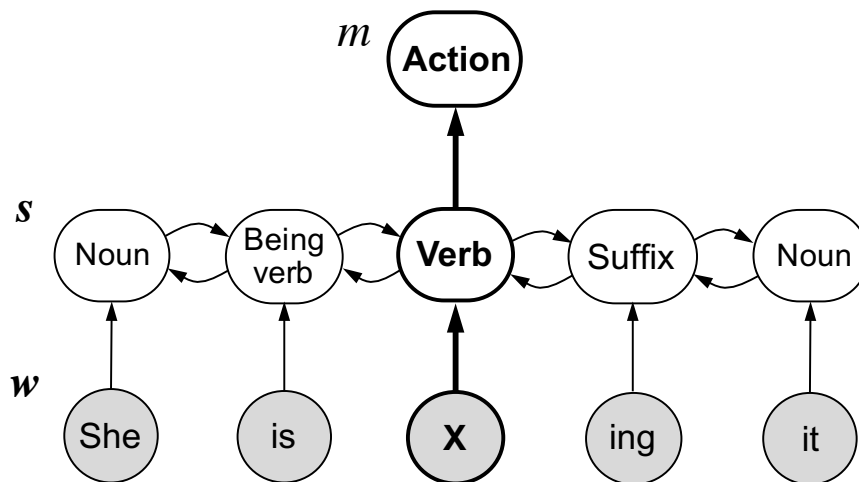 m
Action
s
Noun
Being
verb
Verb
Suffix
Noun
w
She
is
X
ing
it